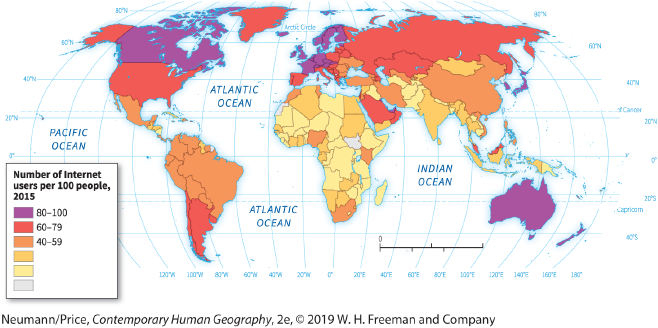 80°N
80°N
Arctic Circle
60°N
60°N
40°N
40°N
ATLANTIC
OCEAN
of Cancer
20°N
20°N
PACIFIC
OCEAN
0°
0°
INDIAN
OCEAN
Number of Internet
users per 100 people,
2015
80–100
60–79
40–59
ATLANTIC
OCEAN
20°S
Capricorn
40°S
0
120°W 100°W 80°W 60°W 40°W 20°W 0° 20°E 40°E 60°E 80°E 100°E 120°E 140°E 160°E 180°
Neumann/Price, Contemporary Human Geography, 2e, © 2019 W. H. Freeman and Company